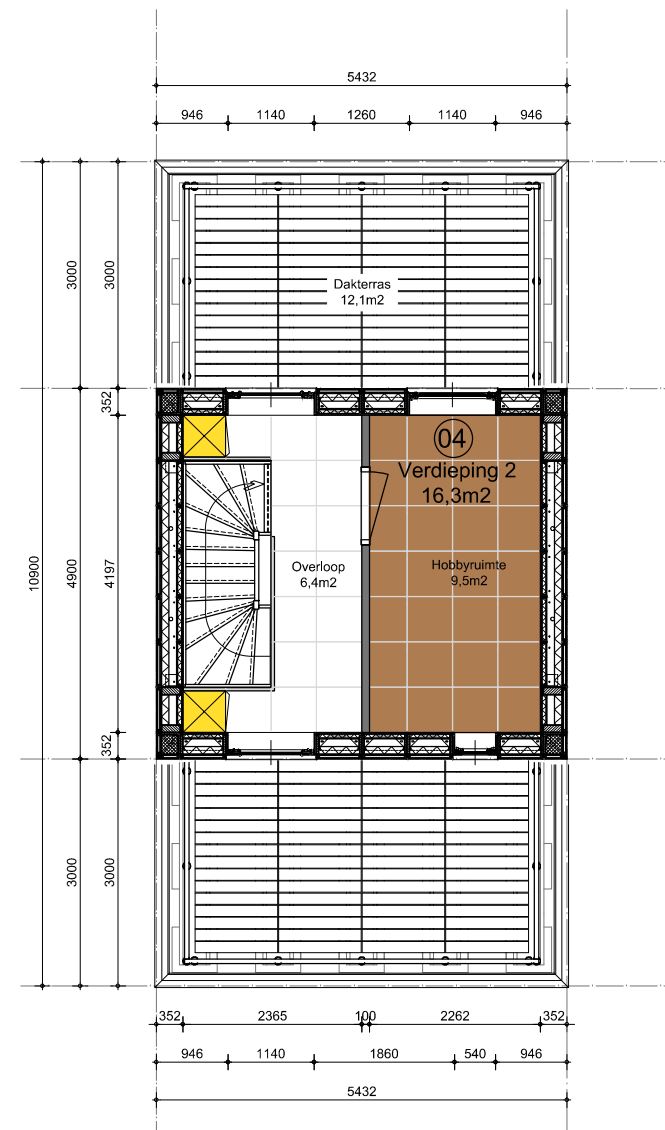 5432
946 1140 1260 1140 946
3000
3000
Dakterras
12,1m2
352
04
Verdieping 2
16,3m2
10900
4900
4197
Overloop
6,4m2
Hobbyruimte
9,5m2
352
3000
3000
352 2365 100 2262 352
946 1140 1860 540 946
5432